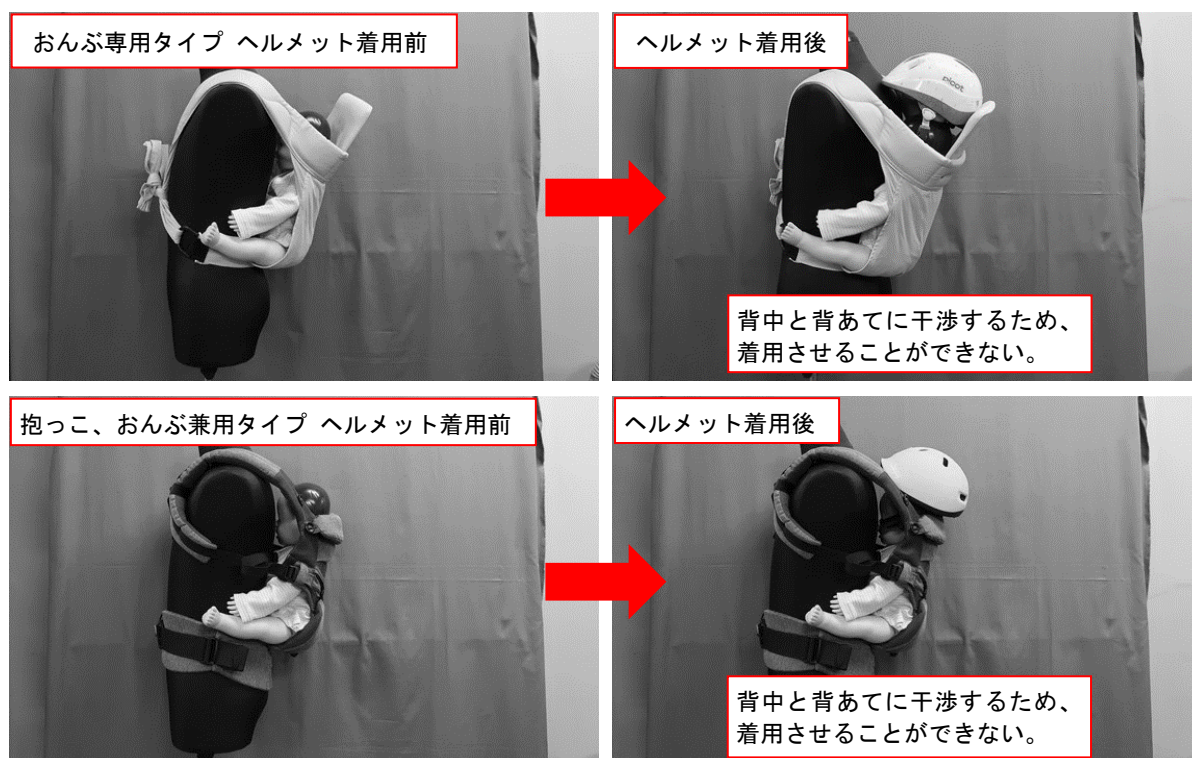 おんぶ専用タイプ ヘルメット着用前
ヘルメット着用後
picot
背中と背あてに干渉するため、
着用させることができない。
抱っこ、おんぶ兼用タイプ ヘルメット着用前
ヘルメット着用後
背中と背あてに干渉するため、
着用させることができない。